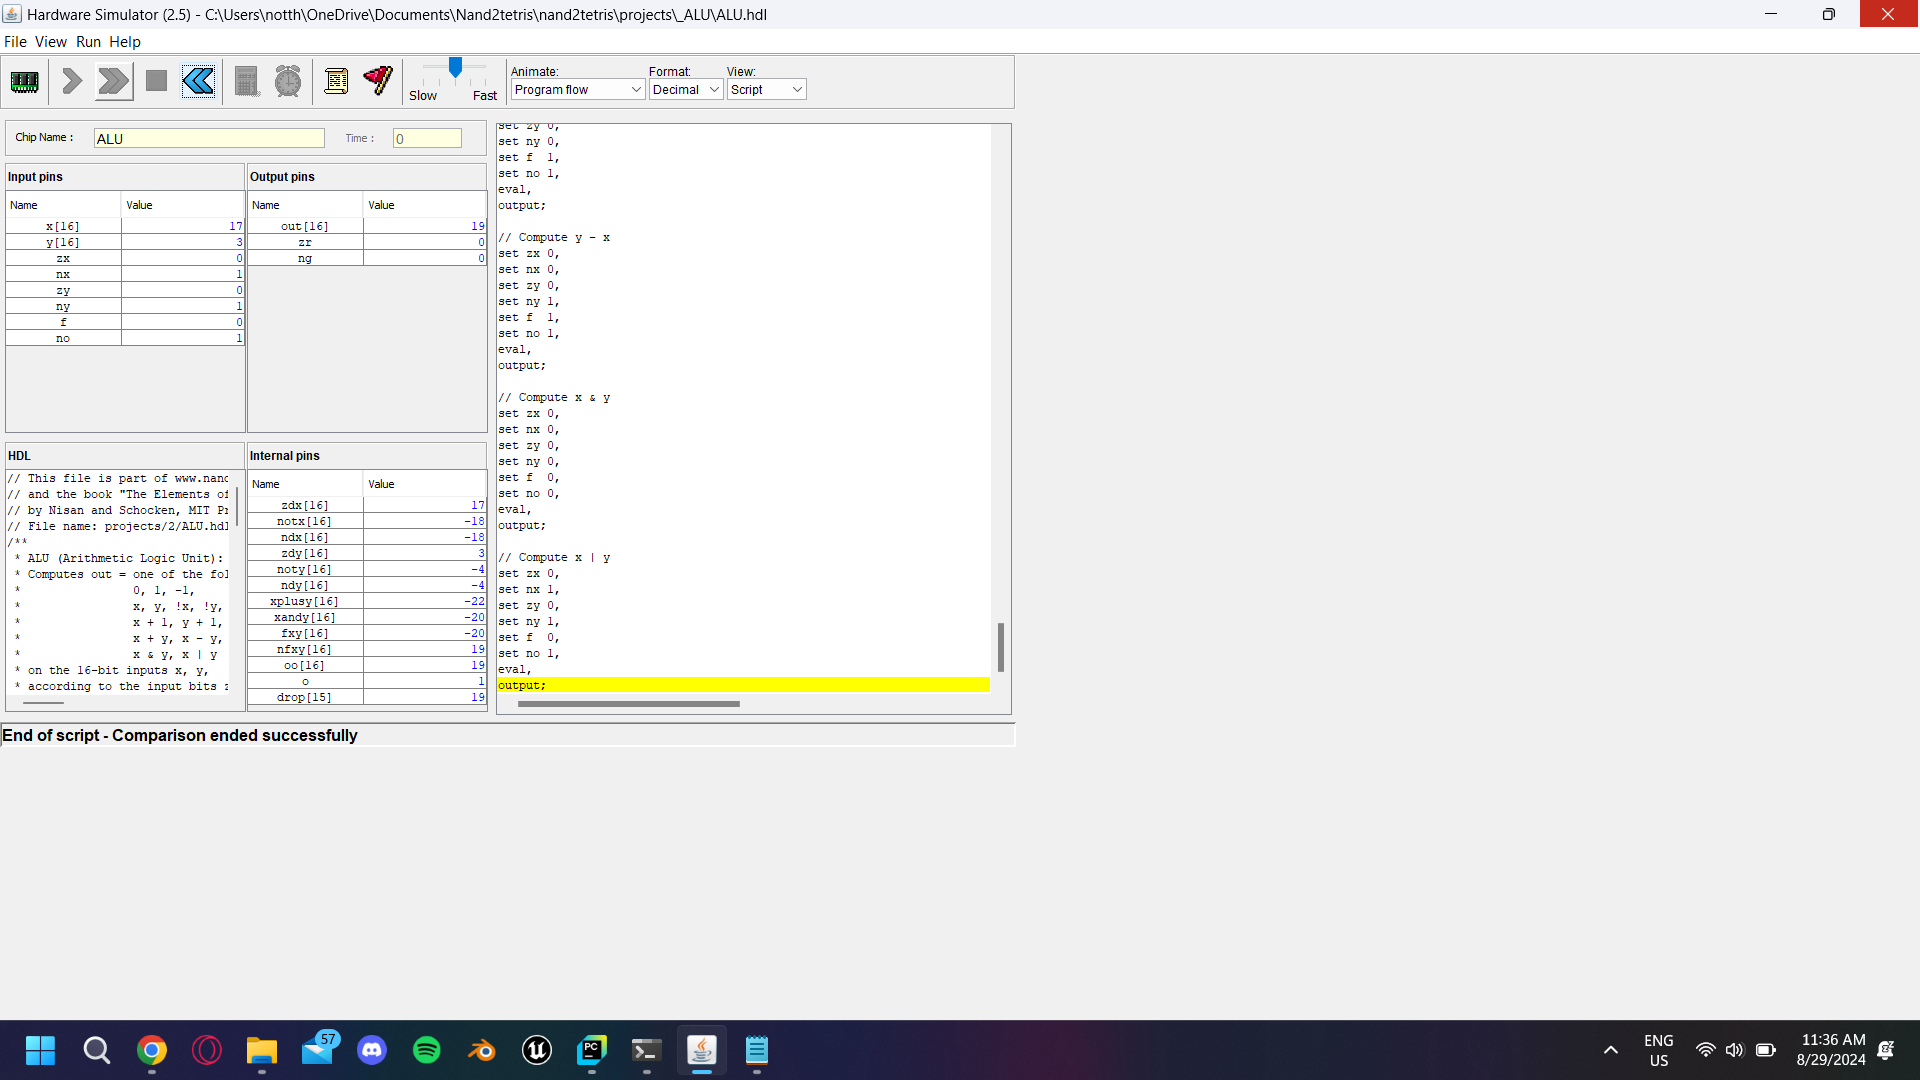 Hardware Simulator (2.5) - C:\Users\notth\OneDrive\Documents\Nand2tetris\nand2tetris\projects\_ALU\ALU.hdl
File View Run Help
Slow Fast
Animate: Format: View:
Program flow Decimal Script
Chip Name : ALU Time : 0
Input pins
Name Value
x[16] 17
y[16] 3
zx 0
nx 1
zy 0
ny 1
f 0
no 1
Output pins
Name Value
out[16] 19
zr 0
ng 0
HDL
// This file is part of www.nand
// and the book "The Elements of
// by Nisan and Schocken, MIT Pr
// File name: projects/2/ALU.hdl
/**
* ALU (Arithmetic Logic Unit):
* Computes out = one of the fol
* 0, 1, -1,
* x, y, !x, !y,
* x + 1, y + 1,
* x + y, x - y,
* x & y, x | y
* on the 16-bit inputs x, y,
* according to the input bits z
Internal pins
Name Value
zdx[16] 17
notx[16] -18
ndx[16] -18
zdy[16] 3
noty[16] -4
ndy[16] -4
xplusy[16] -22
xandy[16] -20
fxy[16] -20
nfxy[16] 19
oo[16] 19
o 1
drop[15] 19
set zy 0,
set ny 0,
set f 1,
set no 1,
eval,
output;
// Compute y - x
set zx 0,
set nx 0,
set zy 0,
set ny 1,
set f 1,
set no 1,
eval,
output;
// Compute x & y
set zx 0,
set nx 0,
set zy 0,
set ny 0,
set f 0,
set no 0,
eval,
output;
// Compute x | y
set zx 0,
set nx 1,
set zy 0,
set ny 1,
set f 0,
set no 1,
eval,
output;
End of script - Comparison ended successfully
57
PC
ENG
US
11:36 AM
8/29/2024